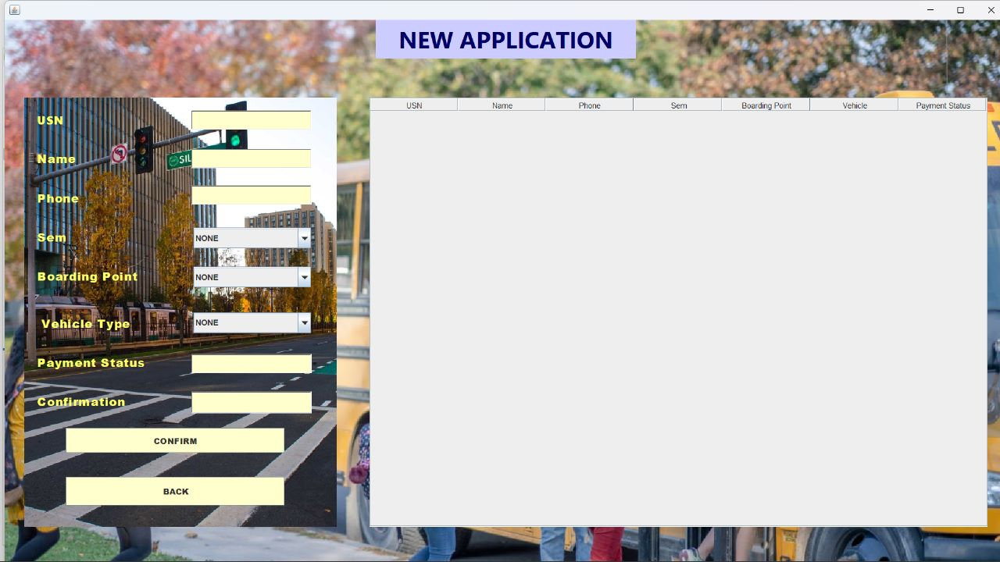 NEW APPLICATION
USN
SIL
Name
Phone
Sem
NONE
Boarding Point
NONE
Vehicle Type
NONE
Payment Status
Confirmation
CONFIRM
BACK
USN Name Phone Sem Boarding Point Vehicle Payment Status